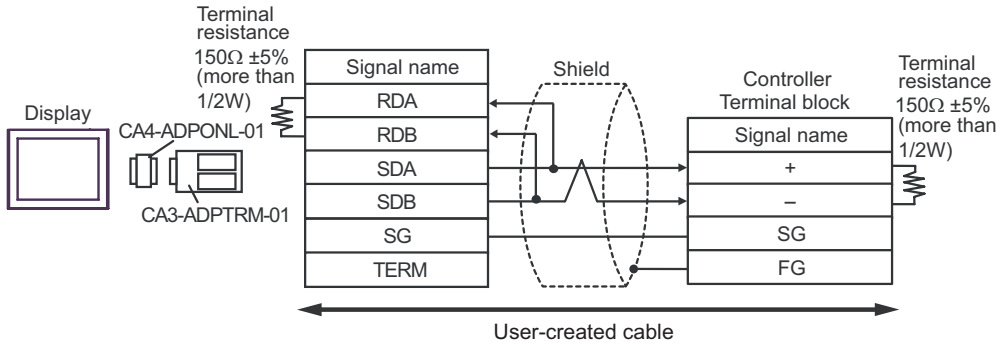 Terminal
resistance
150Ω ±5%
(more than
1/2W)
Display
CA4-ADPONL-01
CA3-ADPTRM-01
Signal name
RDA
RDB
SDA
SDB
SG
TERM
Shield
Controller
Terminal block
Signal name
+
–
SG
FG
Terminal
resistance
150Ω ±5%
(more than
1/2W)
User-created cable